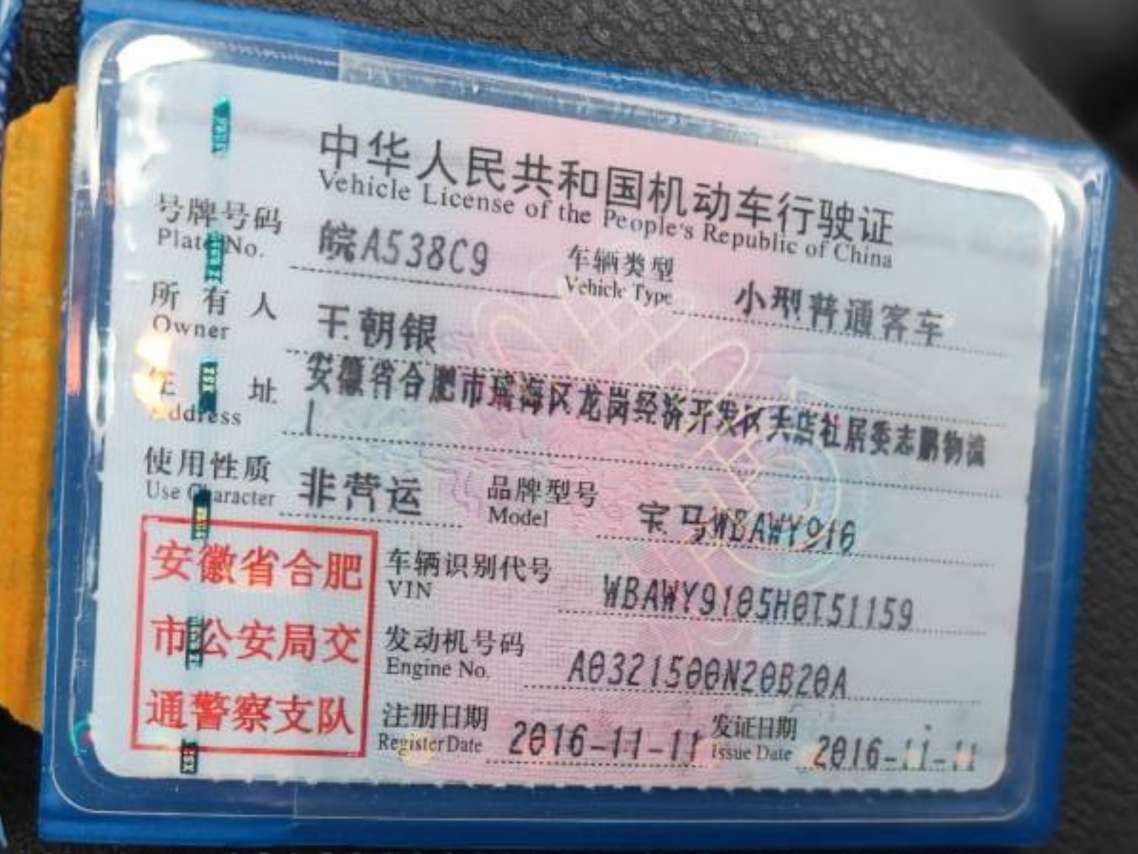 中华人民共和国机动车行驶证
Vehicle License of the People's Republic of China
号牌号码 皖A538C9 车辆类型 小型普通客车
Plate No. Vehicle Type
所有人 王朝银
Owner
住址 安徽省合肥市瑶海区龙岗经济开发区大店社居委志鹏物流
Address 1
使用性质 非营运 品牌型号 宝马WBAWY916
Use Character Model
安徽省合肥
市公安局交
通警察支队
车辆识别代号 WBAWY9105H0T51159
VIN
发动机号码 A0321500N20B20A
Engine No.
注册日期 2016-11-11 发证日期 2016-11-11
Register Date Issue Date